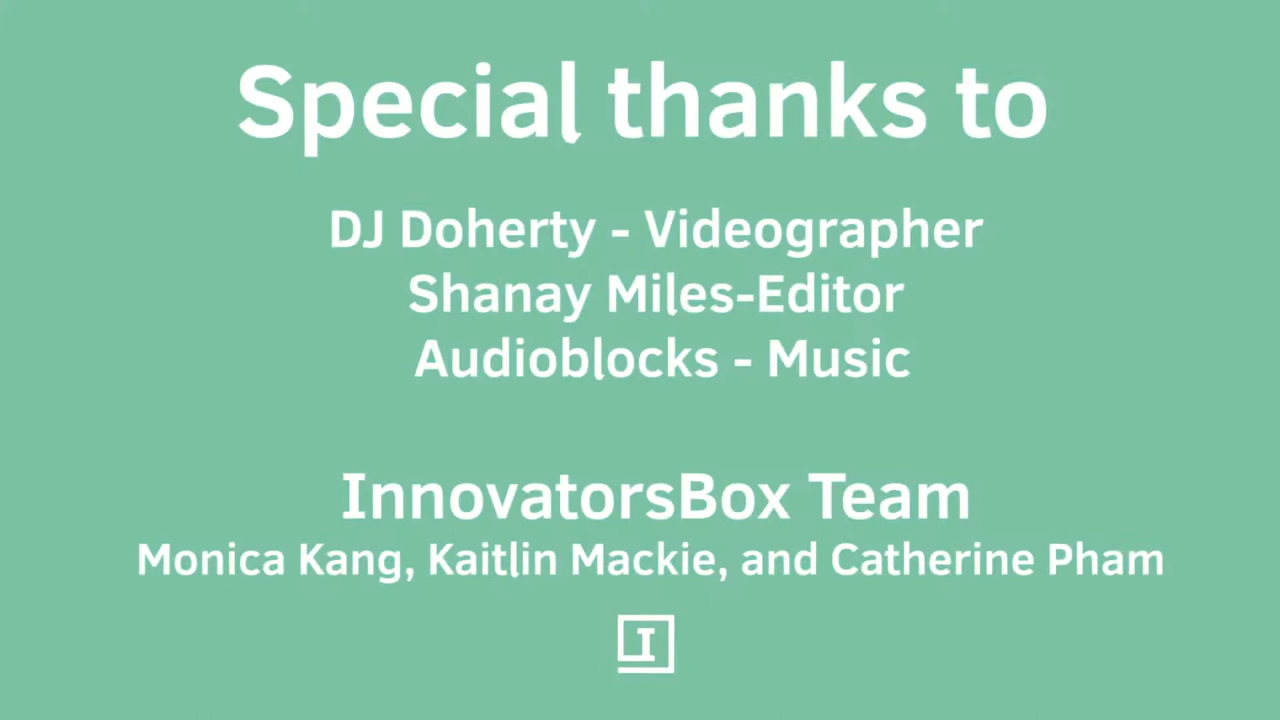 Special thanks to
DJ Doherty - Videographer
Shanay Miles-Editor
Audioblocks - Music
InnovatorsBox Team
Monica Kang, Kaitlin Mackie, and Catherine Pham
I